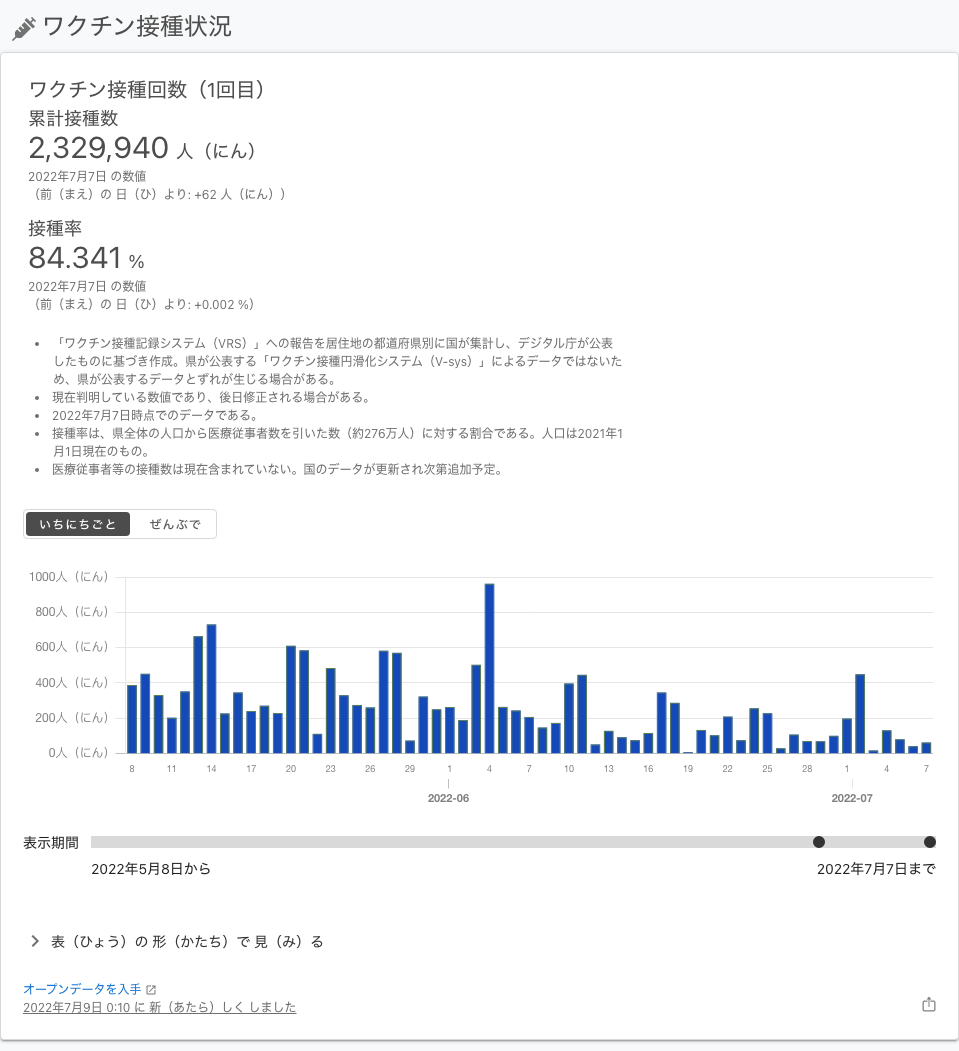 ワクチン接種状況
ワクチン接種回数（1回目）
累計接種数
2,329,940 人（にん）
2022年7月7日 の数値
（前（まえ）の 日（ひ）より: +62 人（にん））
接種率
84.341 %
2022年7月7日 の数値
（前（まえ）の 日（ひ）より: +0.002 %）
• 「ワクチン接種記録システム（VRS）」への報告を居住地の都道府県別に国が集計し、デジタル庁が公表
したものに基づき作成。県が公表する「ワクチン接種円滑化システム（V-sys）」によるデータではないた
め、県が公表するデータとずれが生じる場合がある。
• 現在判明している数値であり、後日修正される場合がある。
• 2022年7月7日時点でのデータである。
• 接種率は、県全体の人口から医療従事者数を引いた数（約276万人）に対する割合である。人口は2021年1
月1日現在のもの。
• 医療従事者等の接種数は現在含まれていない。国のデータが更新され次第追加予定。
いちにちごと ぜんぶで
1000人（にん）
800人（にん）
600人（にん）
400人（にん）
200人（にん）
0人（にん）
8 11 14 17 20 23 26 29 1 4 7 10 13 16 19 22 25 28 1 4 7
2022-06 2022-07
表示期間
2022年5月8日から 2022年7月7日まで
表（ひょう）の 形（かたち）で 見（み）る
オープンデータを入手
2022年7月9日 0:10 に 新（あたら）しく しました